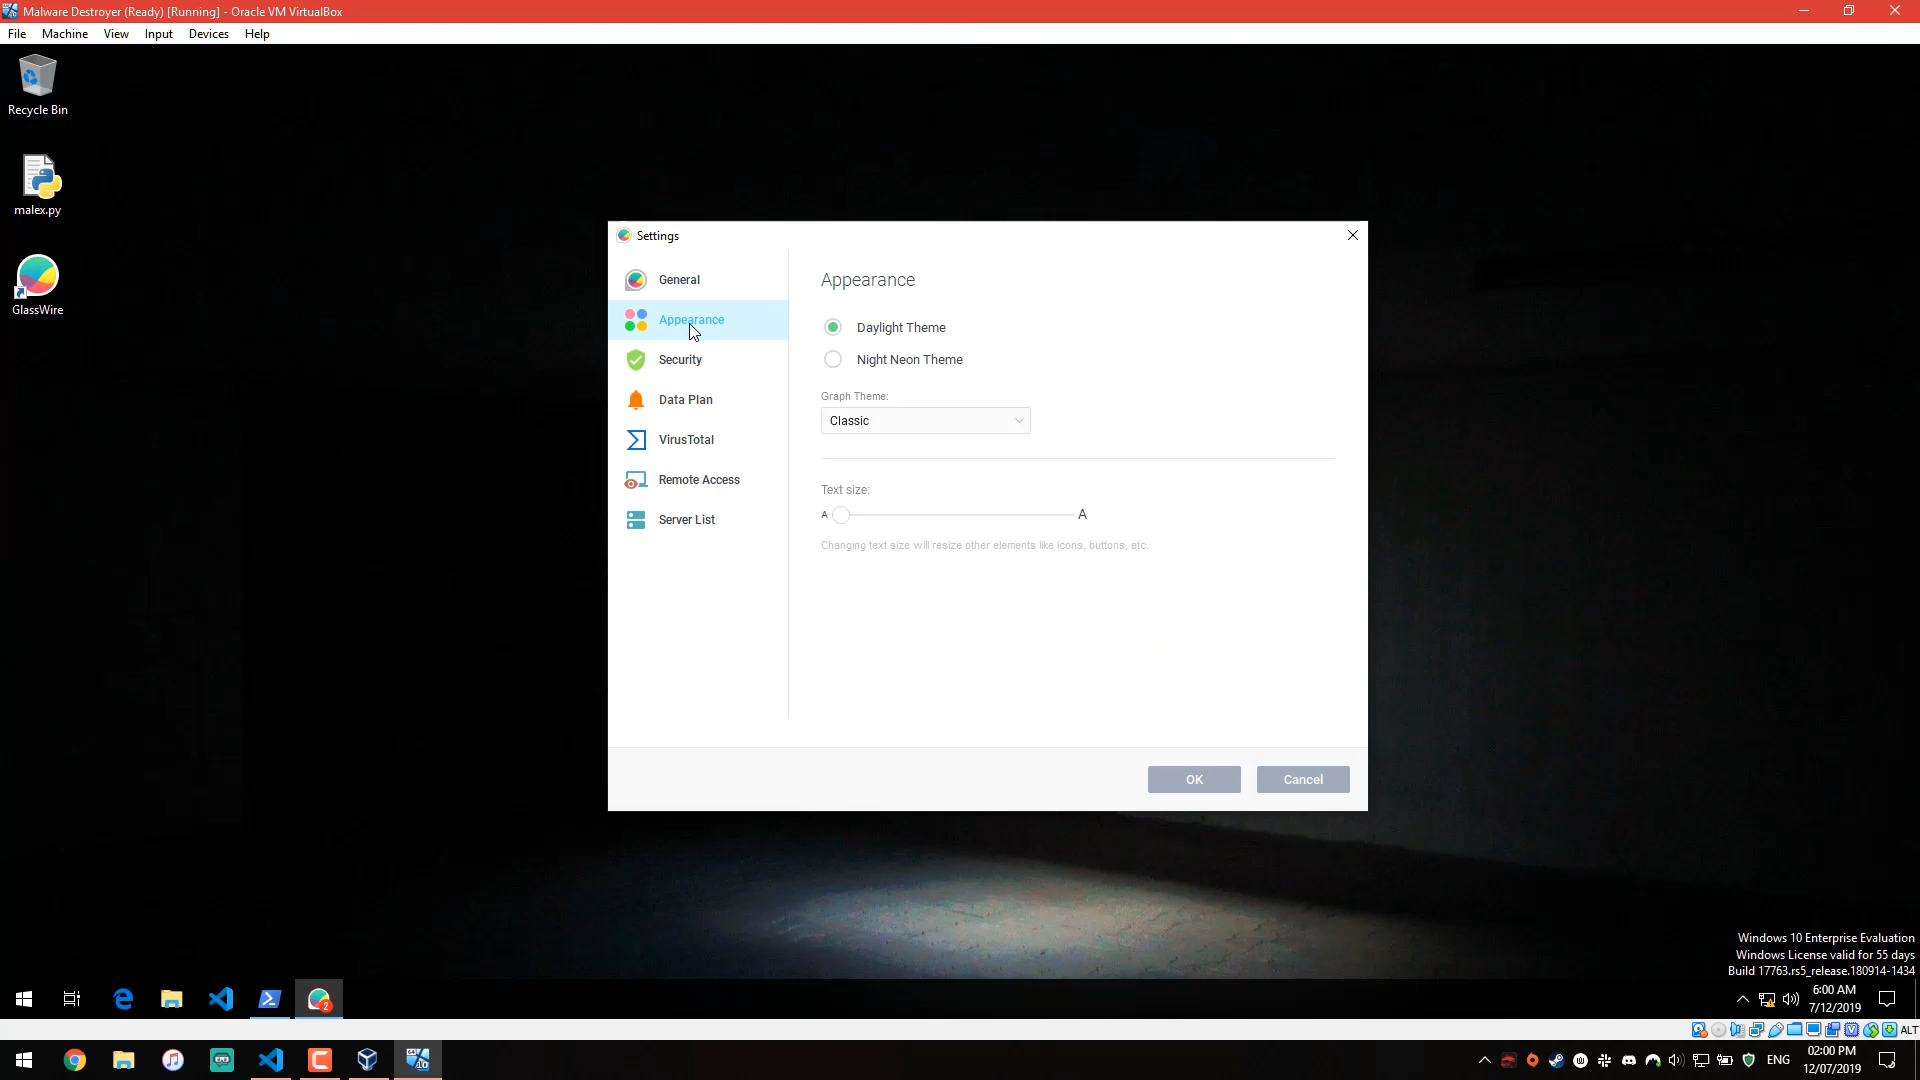 Malware Destroyer (Ready) [Running] - Oracle VM VirtualBox
File Machine View Input Devices Help
Recycle Bin
malex.py
GlassWire
Settings
General
Appearance
Security
Data Plan
VirusTotal
Remote Access
Server List
Appearance
Daylight Theme
Night Neon Theme
Graph Theme:
Classic
Text size:
A A
Changing text size will resize other elements like icons, buttons, etc.
OK Cancel
Windows 10 Enterprise Evaluation
Windows License valid for 55 days
Build 17763.rs5_release.180914-1434
2
6:00 AM
7/12/2019
ALT
ENG
02:00 PM
12/07/2019